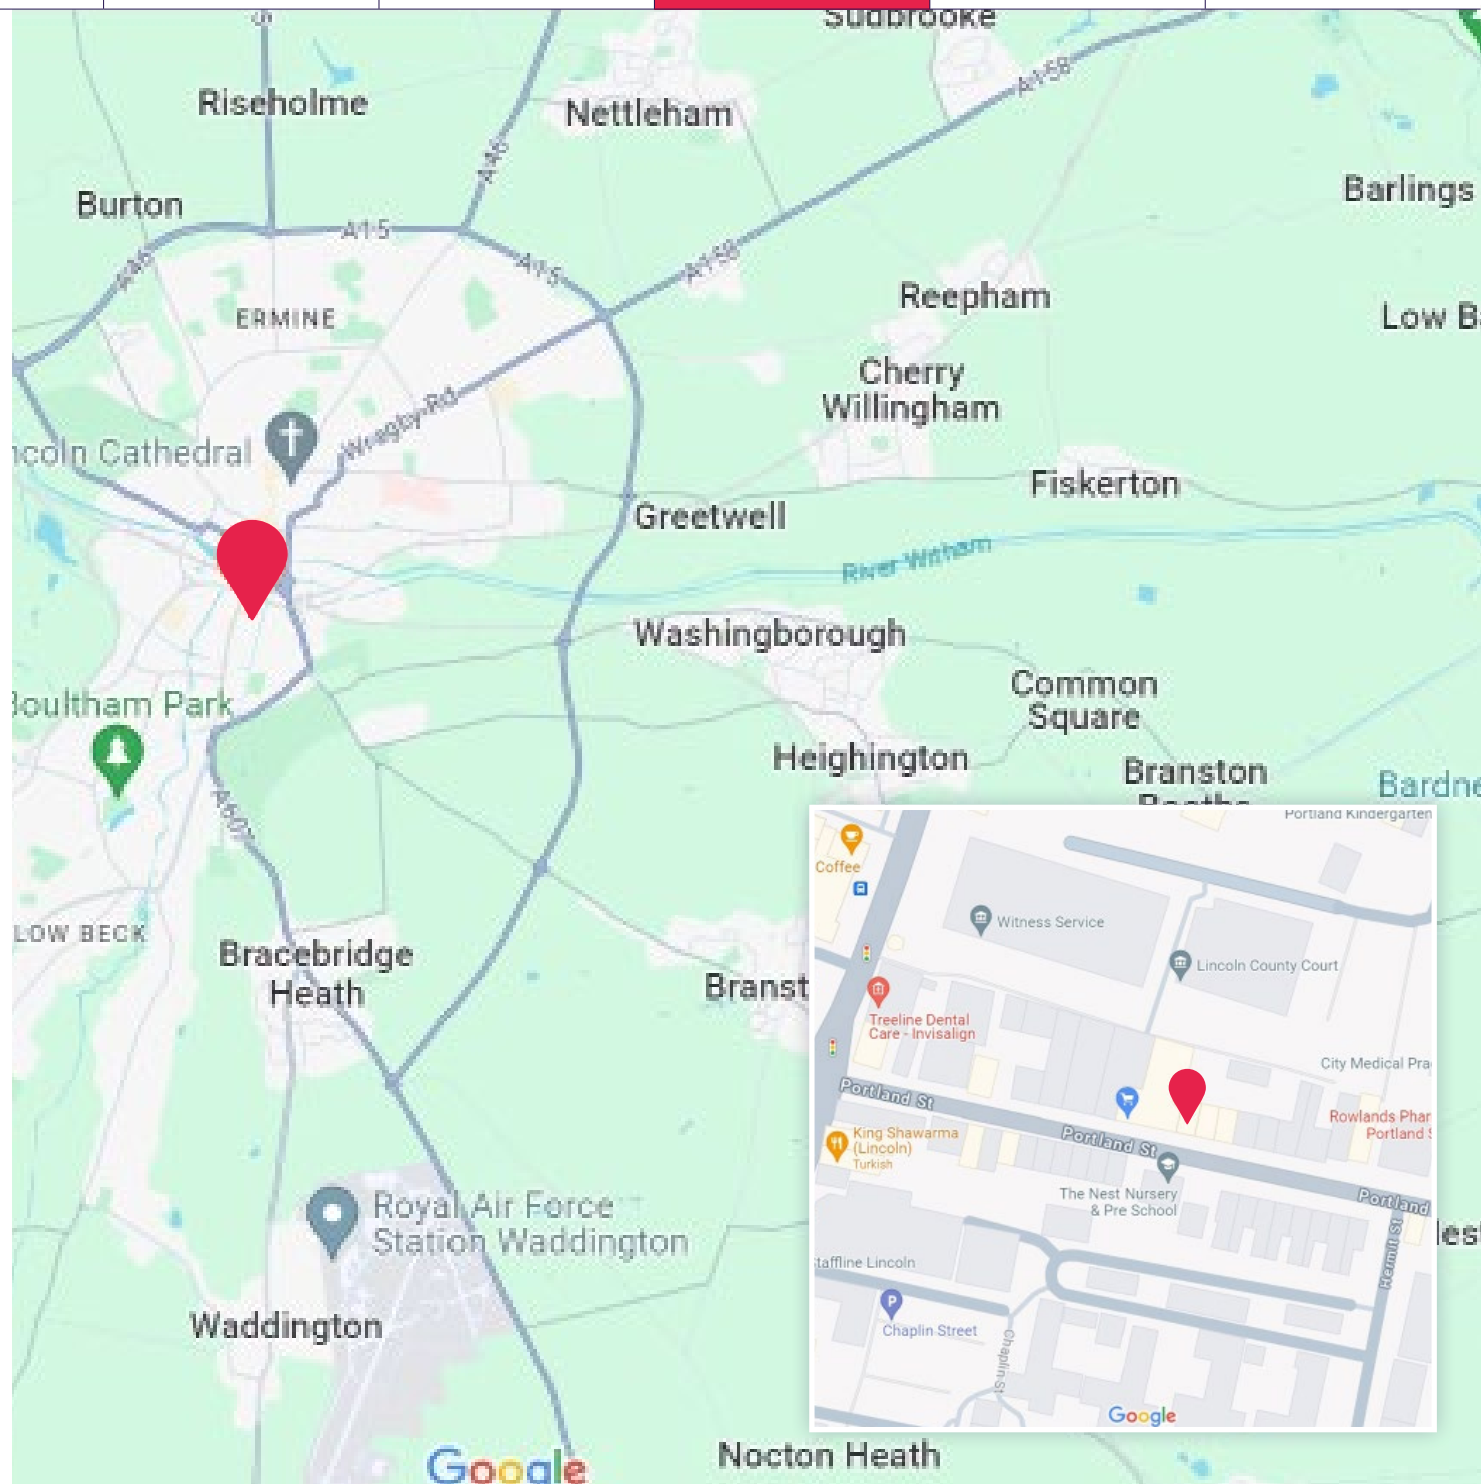 Sudbrooke
Riseholme
Nettleham
A158
A46
Barlings
Burton
A15
A46
A15
A158
Reepham
ERMINE
Low B
Cherry
Willingham
Wragby Rd
ncoln Cathedral
Fiskerton
Greetwell
River Witham
Washingborough
Common
Square
Boultham Park
Heighington
Branston
Bardne
A607
LOW BECK
Bracebridge
Heath
Branst
Royal Air Force
Station Waddington
Waddington
Nocton Heath
Google
Portland Kindergarten
Coffee
Witness Service
Lincoln County Court
Treeline Dental
Care - Invisalign
City Medical Pra
Portland St
Rowlands Phar
Portland S
King Shawarma
(Lincoln)
Turkish
Portland St
The Nest Nursery
& Pre School
Portland
Hermit St
les
taffline Lincoln
Chaplin Street
Chaplin St
Google